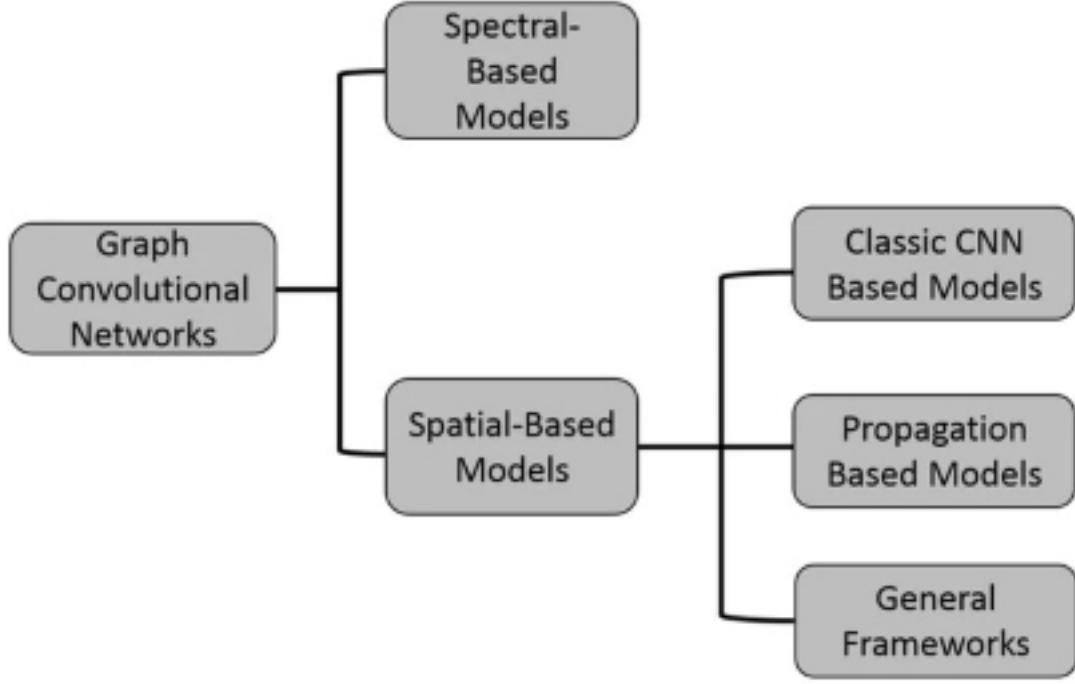 Spectral-
Based
Models
Graph
Convolutional
Networks
Spatial-Based
Models
Classic CNN
Based Models
Propagation
Based Models
General
Frameworks